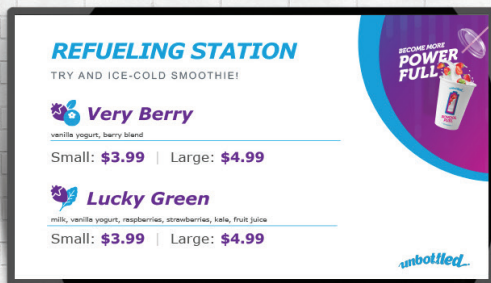 REFUELING STATION
TRY AND ICE-COLD SMOOTHIE!
Very Berry
vanilla yogurt, berry blend
Small: $3.99 | Large: $4.99
Lucky Green
milk, vanilla yogurt, raspberries, strawberries, kale, fruit juice
Small: $3.99 | Large: $4.99
BECOME MORE
POWER
FULL
unbottled